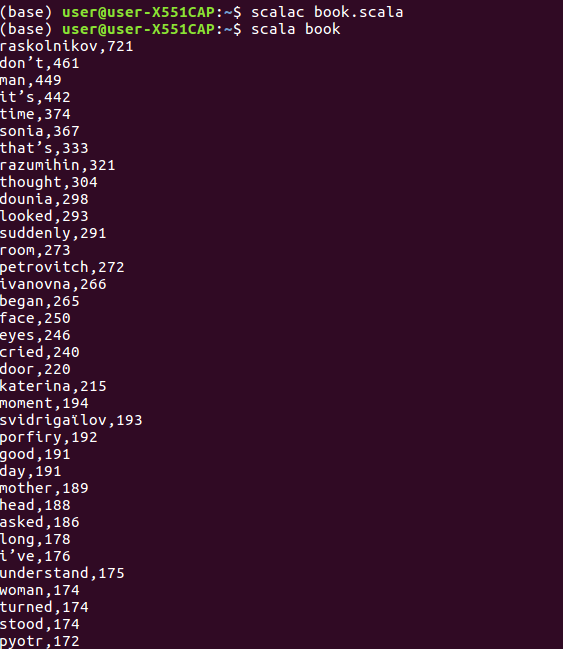 (base) user@user-X551CAP:~$ scalac book.scala
(base) user@user-X551CAP:~$ scala book
raskolnikov,721
don’t,461
man,449
it’s,442
time,374
sonia,367
that’s,333
razumihin,321
thought,304
dounia,298
looked,293
suddenly,291
room,273
petrovitch,272
ivanovna,266
began,265
face,250
eyes,246
cried,240
door,220
katerina,215
moment,194
svidrigaïlov,193
porfiry,192
good,191
day,191
mother,189
head,188
asked,186
long,178
i’ve,176
understand,175
woman,174
turned,174
stood,174
pyotr,172